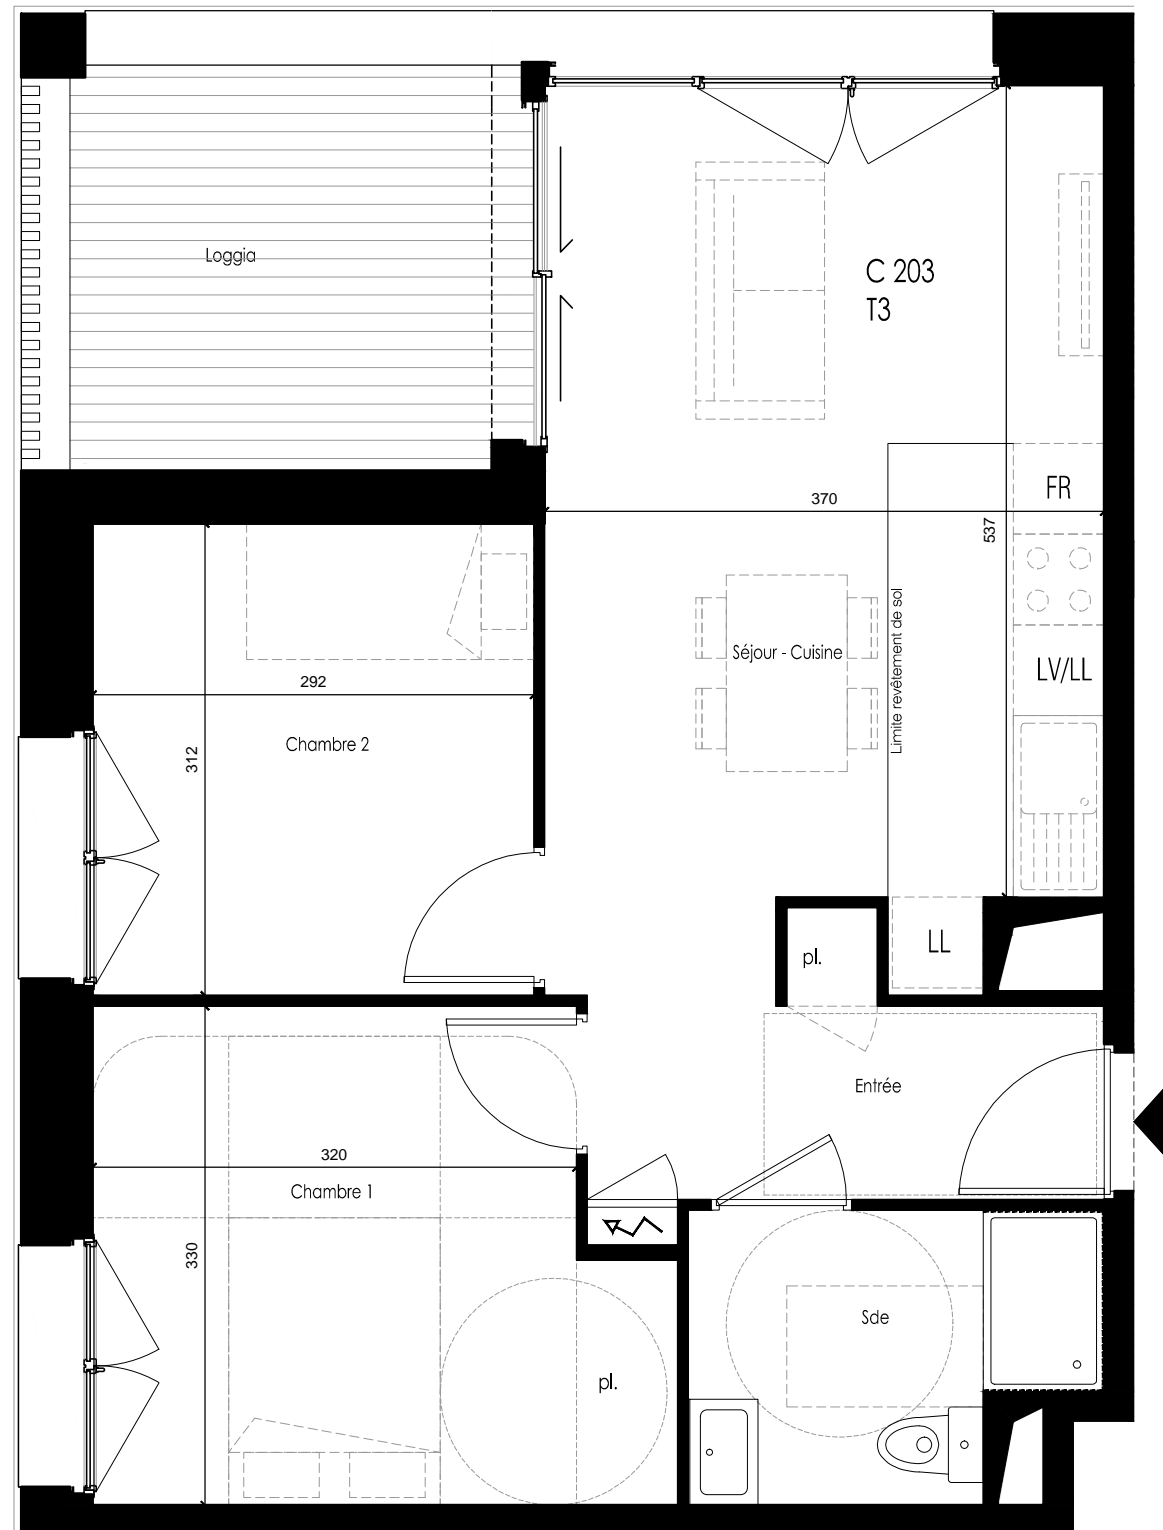 Loggia
C 203
T3
FR
370
537
Limite revêtement de sol
Séjour - Cuisine
LV/LL
292
312
Chambre 2
pl.
LL
Entrée
320
Chambre 1
330
Sde
pl.